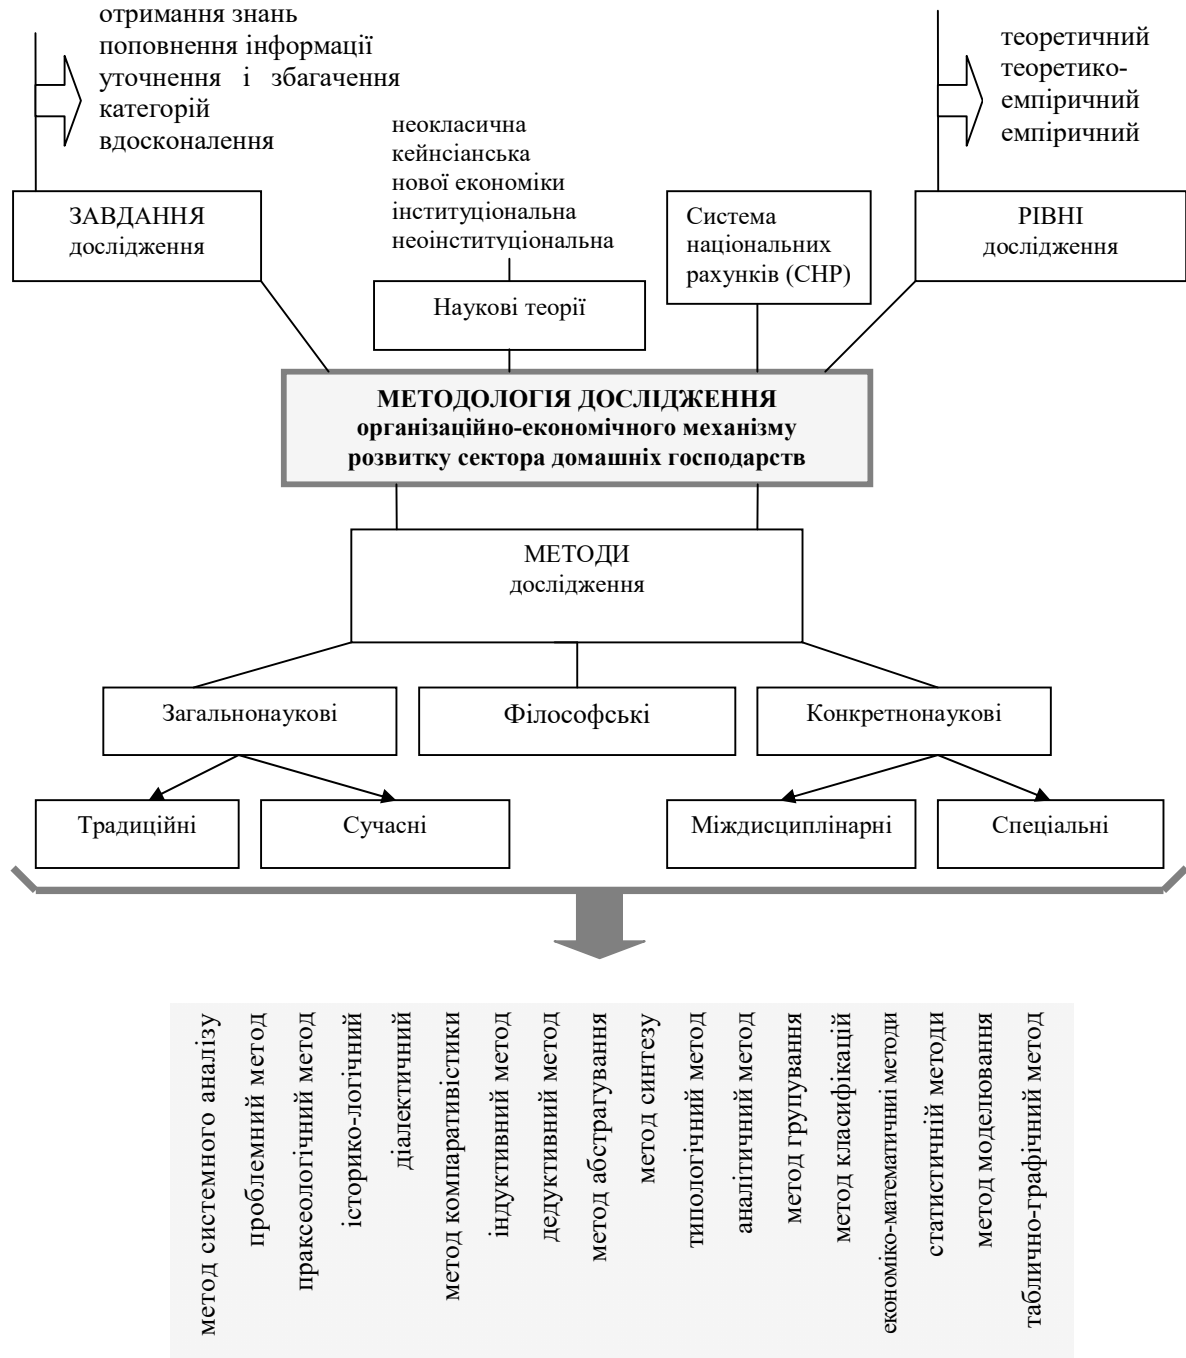 отримання знань
поповнення інформації
уточнення і збагачення
категорій
вдосконалення
теоретичний
теоретико-
емпіричний
емпіричний
неокласична
кейнсіанська
нової економіки
інституціональна
неоінституціональна
ЗАВДАННЯ
дослідження
Система
національних
рахунків (СНР)
РІВНІ
дослідження
Наукові теорії
МЕТОДОЛОГІЯ ДОСЛІДЖЕННЯ
організаційно-економічного механізму
розвитку сектора домашніх господарств
МЕТОДИ
дослідження
Загальнонаукові
Філософські
Конкретнонаукові
Традиційні
Сучасні
Міждисциплінарні
Спеціальні
метод системного аналізу
проблемний метод
праксеологічний метод
історико-логічний
діалектичний
метод компаративістики
індуктивний метод
дедуктивний метод
метод абстрагування
метод синтезу
типологічний метод
аналітичний метод
метод групування
метод класифікацій
економіко-математичні методи
статистичній методи
метод моделювання
таблично-графічний метод